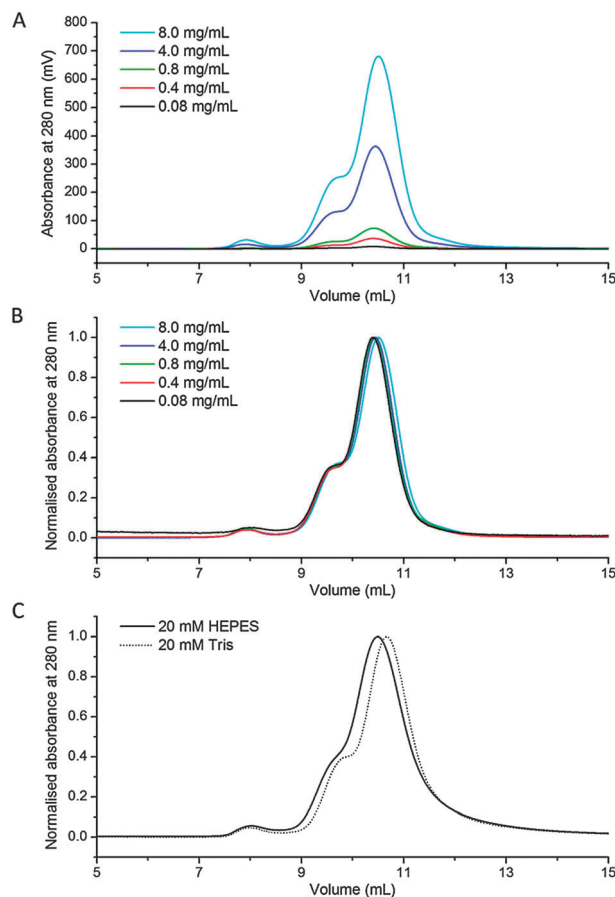 A
Absorbance at 280 nm (mV)
800
700
600
500
400
300
200
100
0
8.0 mg/mL
4.0 mg/mL
0.8 mg/mL
0.4 mg/mL
0.08 mg/mL
5 7 9 11 13 15
Volume (mL)
B
Normalised absorbance at 280 nm
1.0
0.8
0.6
0.4
0.2
0.0
8.0 mg/mL
4.0 mg/mL
0.8 mg/mL
0.4 mg/mL
0.08 mg/mL
5 7 9 11 13 15
Volume (mL)
C
Normalised absorbance at 280 nm
1.0
0.8
0.6
0.4
0.2
0.0
20 mM HEPES
20 mM Tris
5 7 9 11 13 15
Volume (mL)